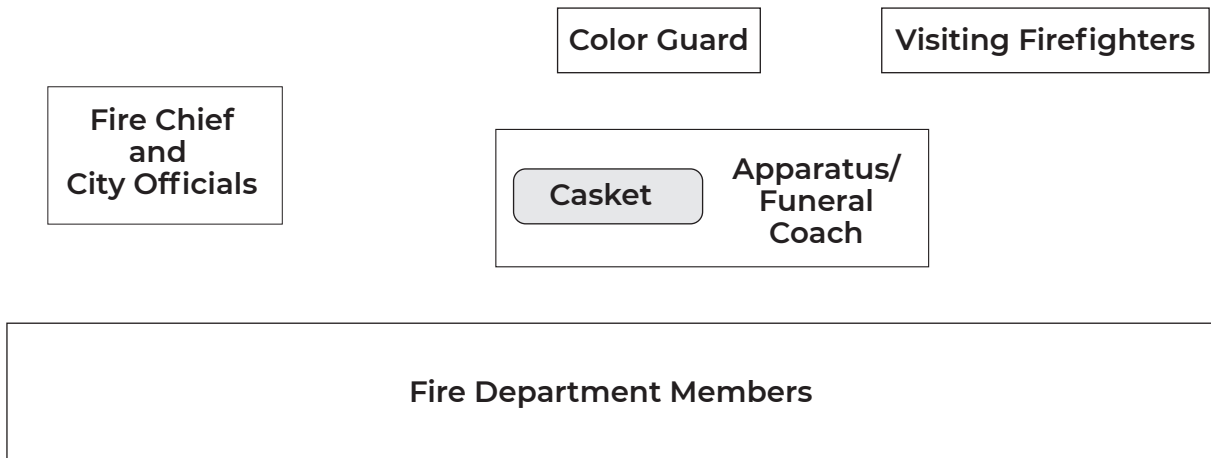 Color Guard
Visiting Firefighters
Fire Chief
and
City Officials
Casket
Apparatus/
Funeral
Coach
Fire Department Members